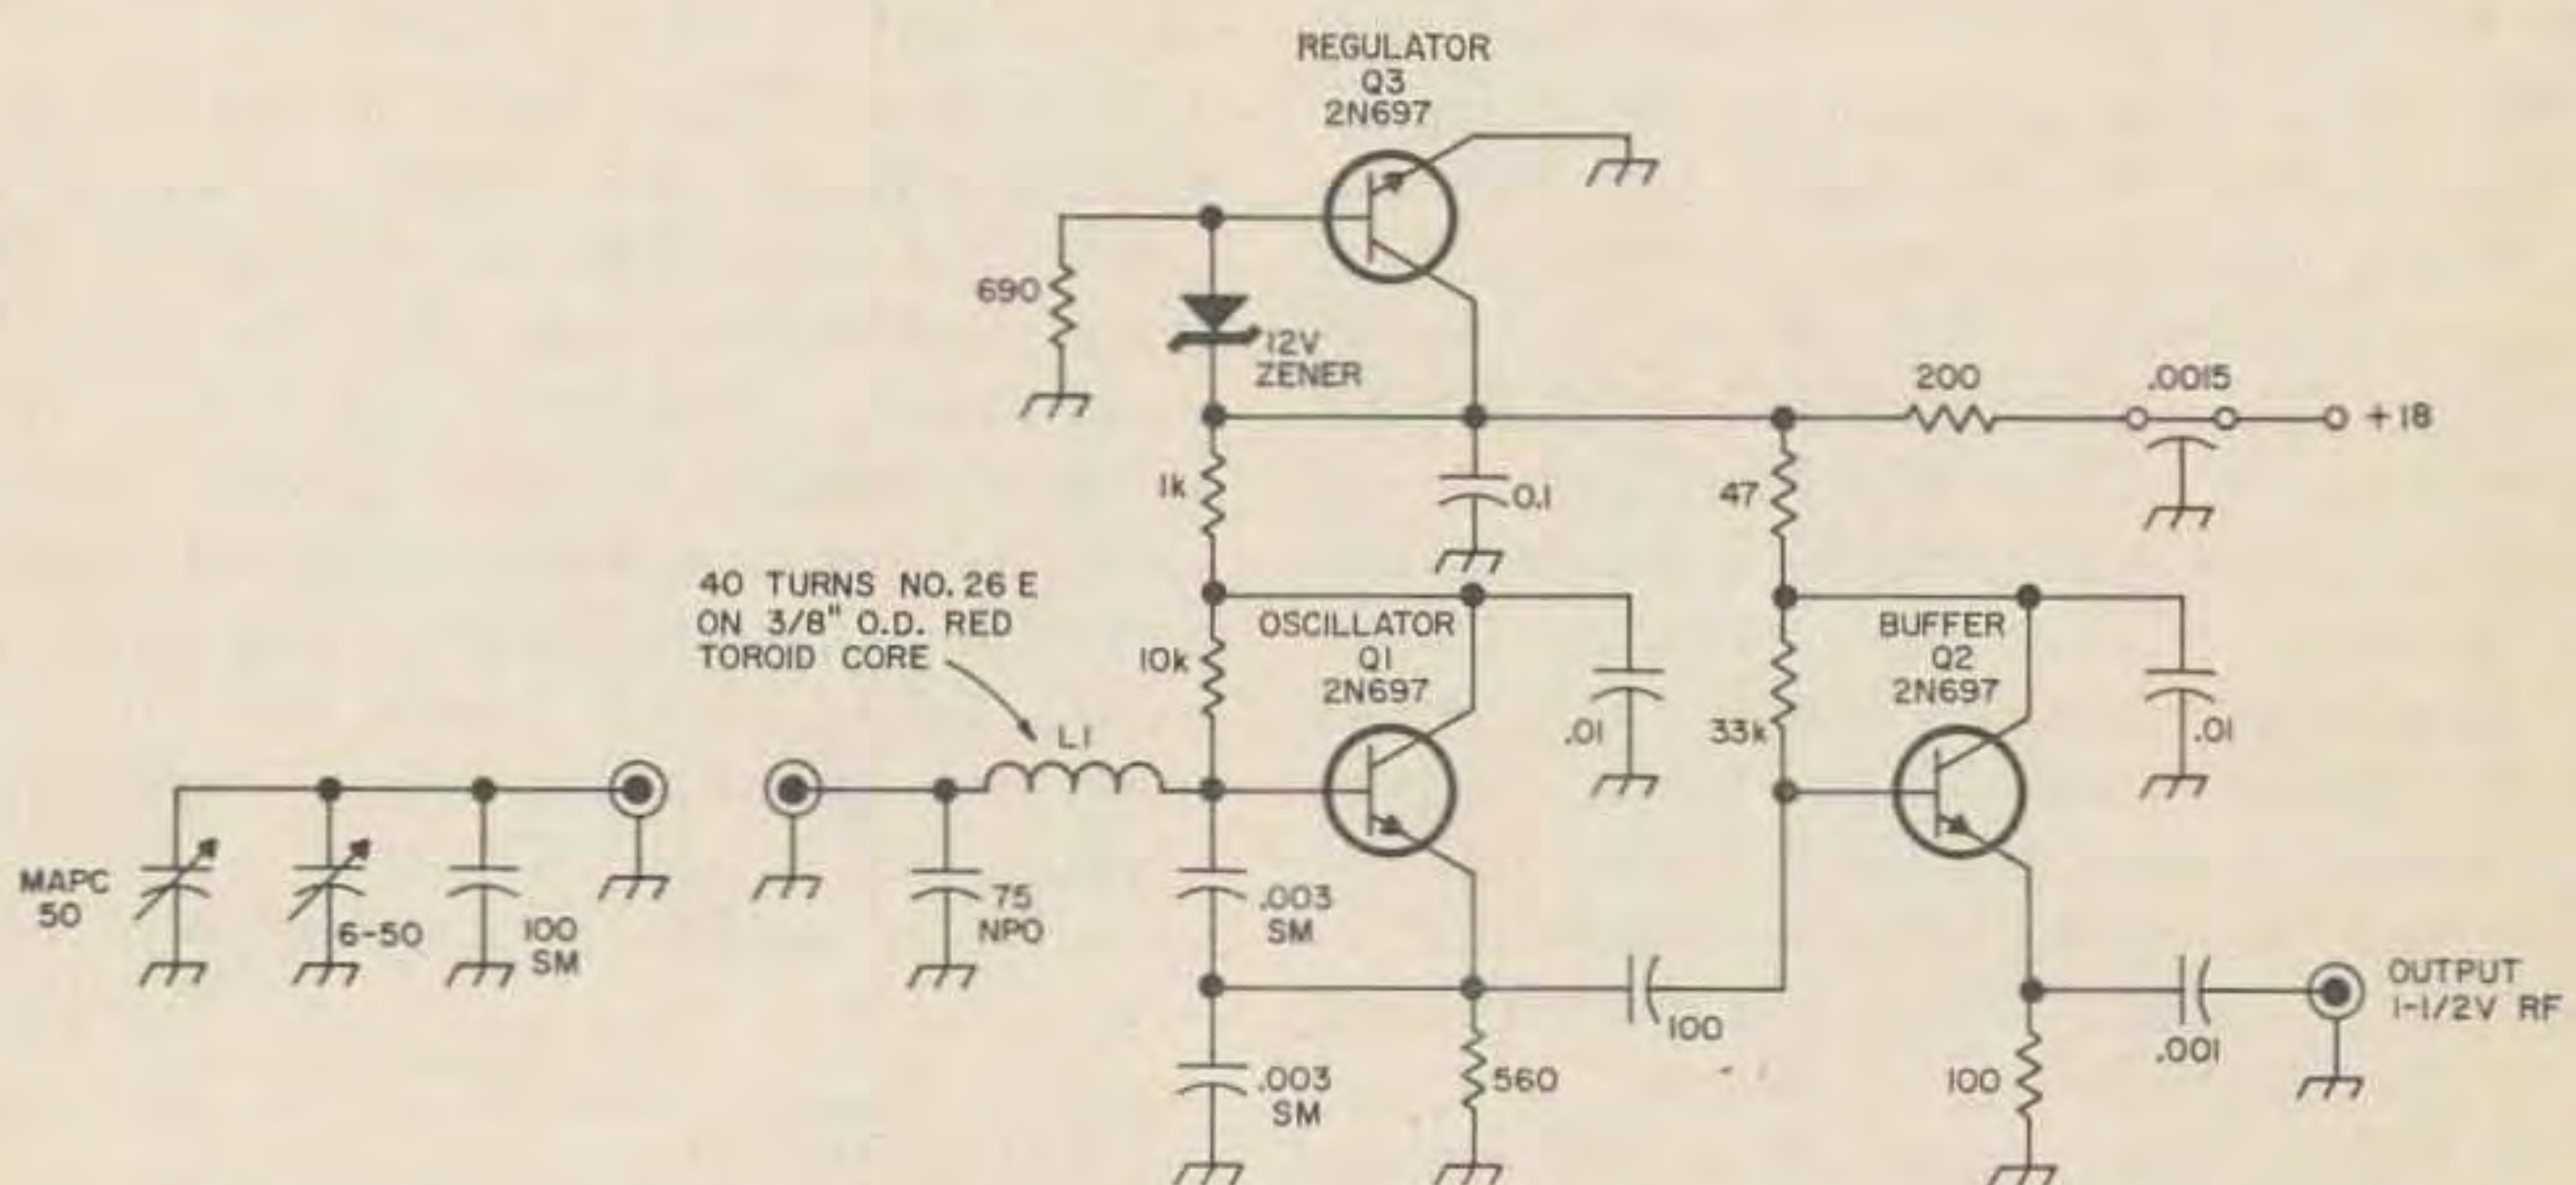 REGULATOR
Q3
2N697
690
12V
ZENER
200
.0015
+18
1k
0.1
47
40 TURNS NO. 26 E
ON 3/8" O.D. RED
TOROID CORE
OSCILLATOR
Q1
2N697
BUFFER
Q2
2N697
10k
L1
.01
33k
.01
MAPC
50
6-50
100
SM
75
NPO
.003
SM
100
OUTPUT
1-1/2V RF
.001
.003
SM
560
100